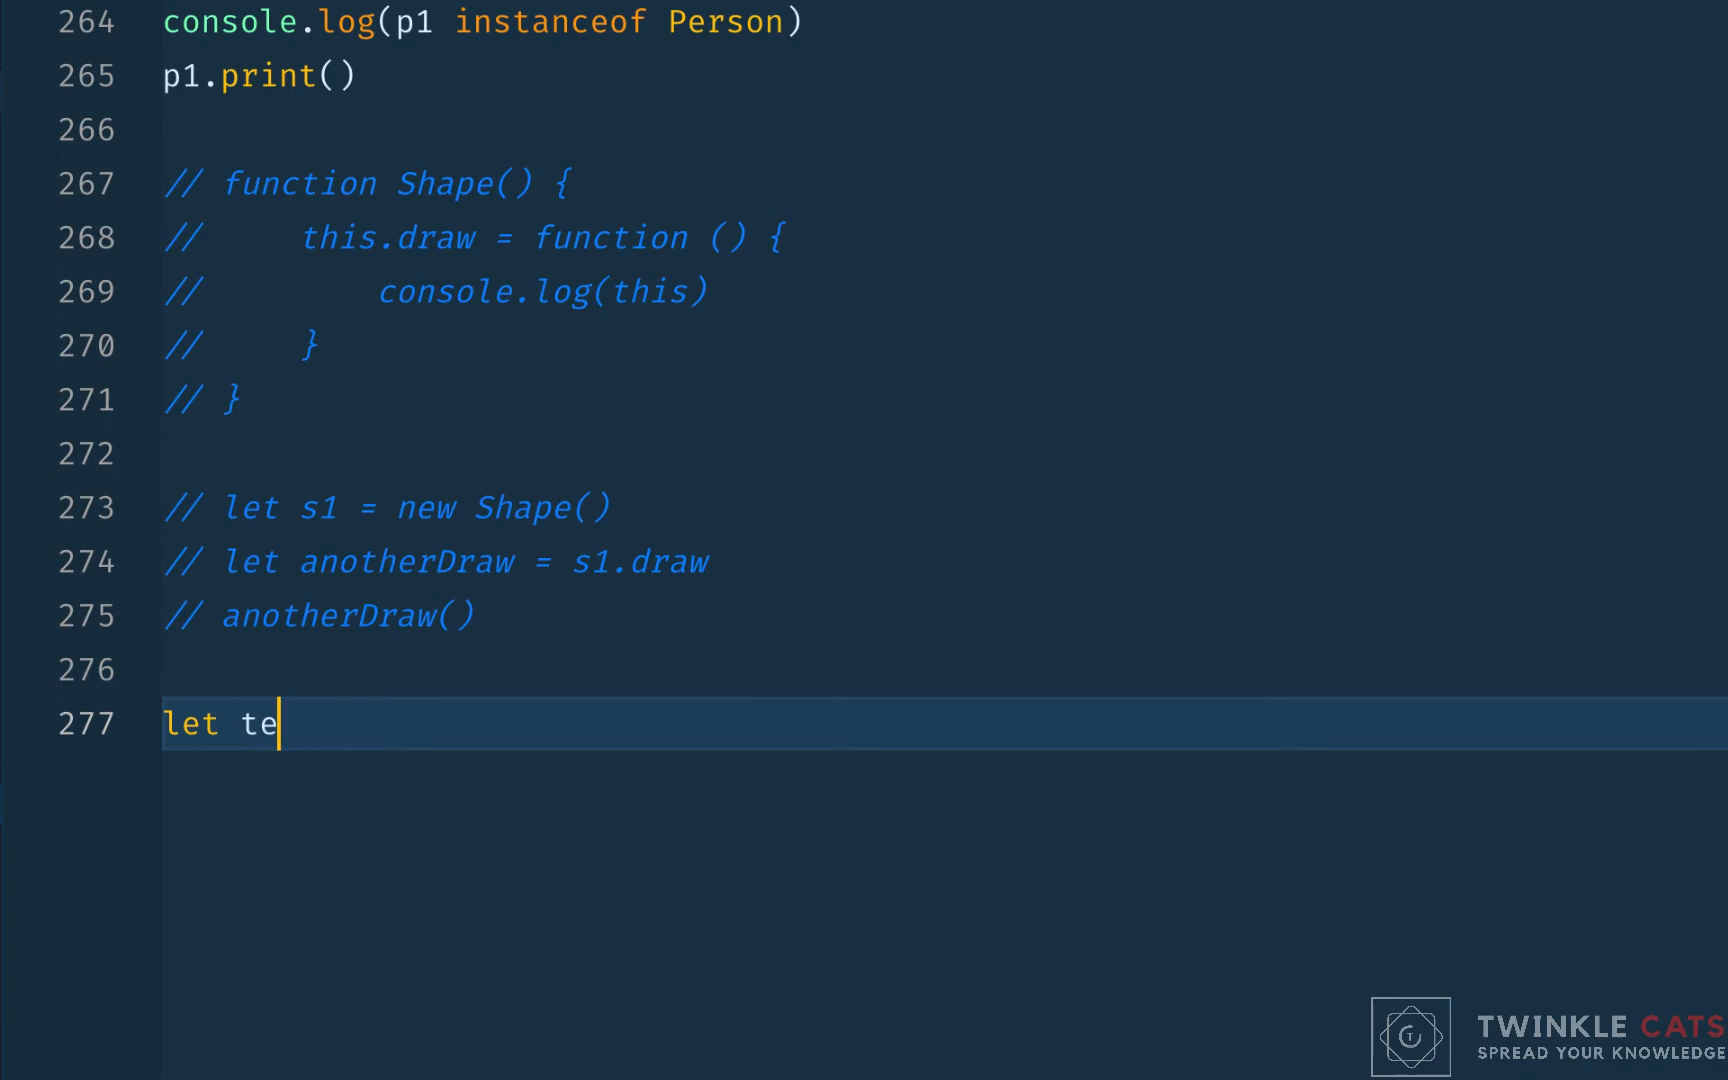 264 console.log(p1 instanceof Person)
265 p1.print()
266
267 // function Shape() {
268 //     this.draw = function () {
269 //         console.log(this)
270 //     }
271 // }
272
273 // let s1 = new Shape()
274 // let anotherDraw = s1.draw
275 // anotherDraw()
276
277 let te
TWINKLE CATS
SPREAD YOUR KNOWLEDGE